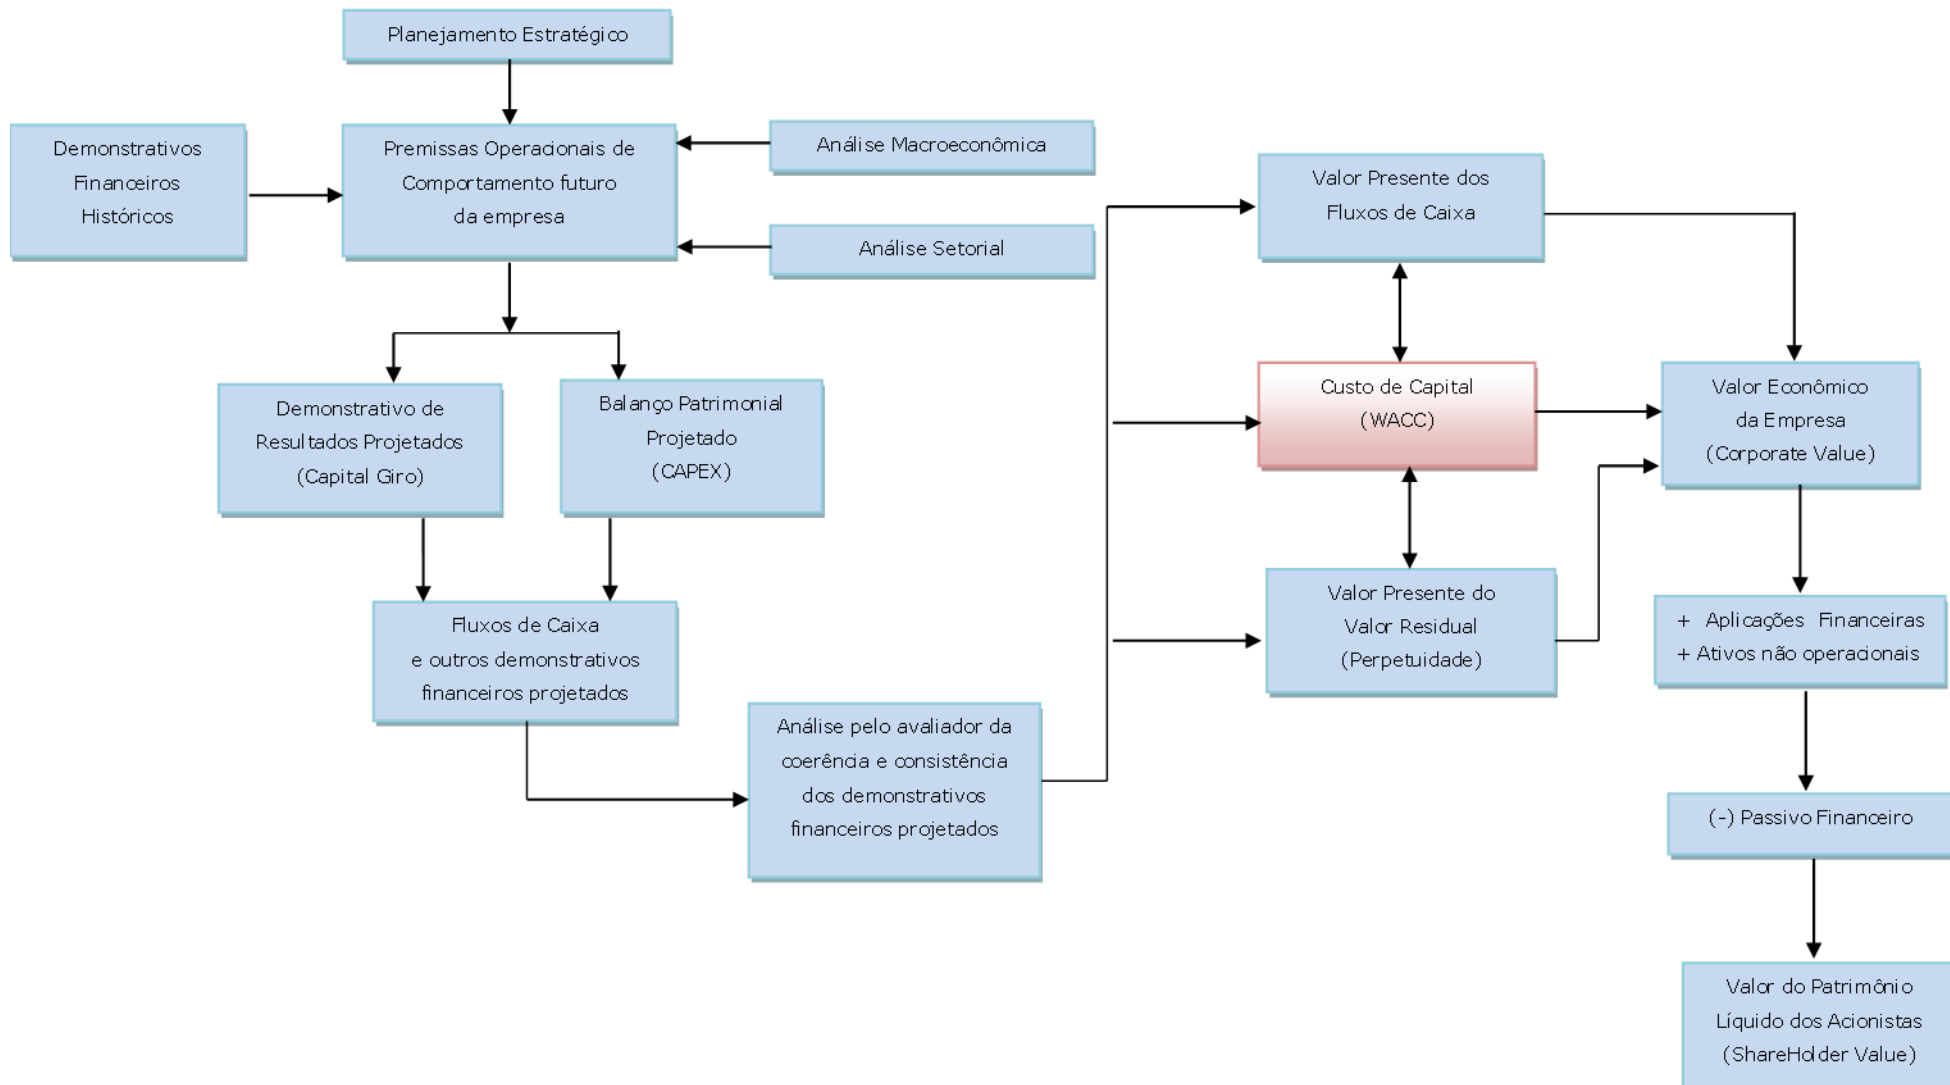 Planejamento Estratégico
Demonstrativos
Financeiros
Históricos
Premissas Operacionais de
Comportamento futuro
da empresa
Análise Macroeconômica
Análise Setorial
Demonstrativo de
Resultados Projetados
(Capital Giro)
Balanço Patrimonial
Projetado
(CAPEX)
Fluxos de Caixa
e outros demonstrativos
financeiros projetados
Análise pelo avaliador da
coerência e consistência
dos demonstrativos
financeiros projetados
Valor Presente dos
Fluxos de Caixa
Custo de Capital
(WACC)
Valor Presente do
Valor Residual
(Perpetuidade)
Valor Econômico
da Empresa
(Corporate Value)
+ Aplicações Financeiras
+ Ativos não operacionais
(-) Passivo Financeiro
Valor do Patrimônio
Líquido dos Acionistas
(ShareHolder Value)